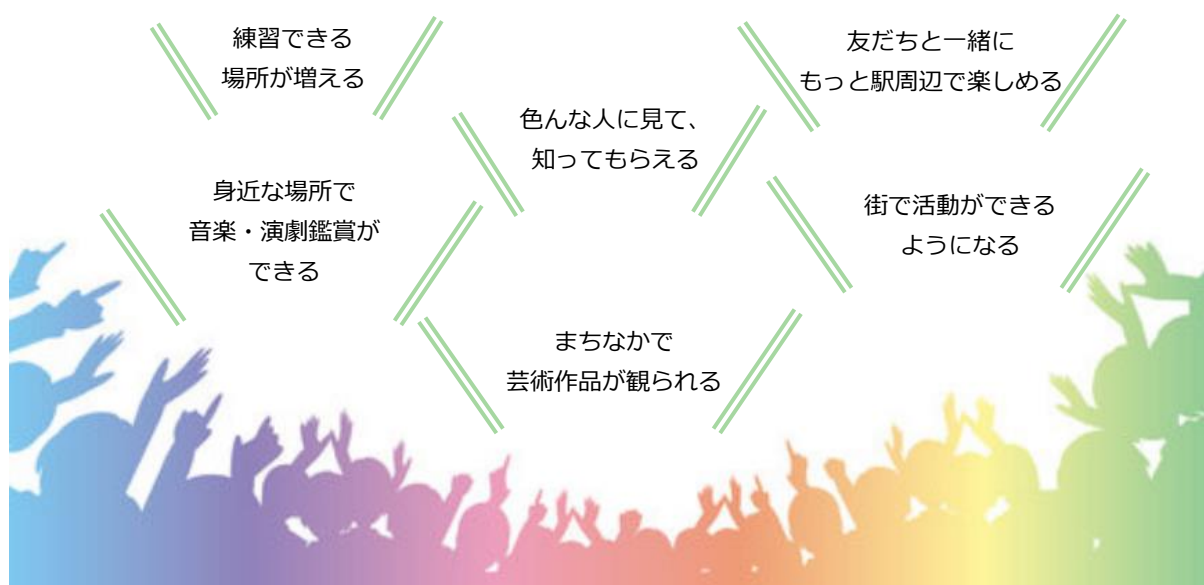 練習できる
場所が増える
友だちと一緒に
もっと駅周辺で楽しめる
色んな人に見て、
知ってもらえる
身近な場所で
音楽・演劇鑑賞が
できる
街で活動ができる
ようになる
まちなかで
芸術作品が観られる